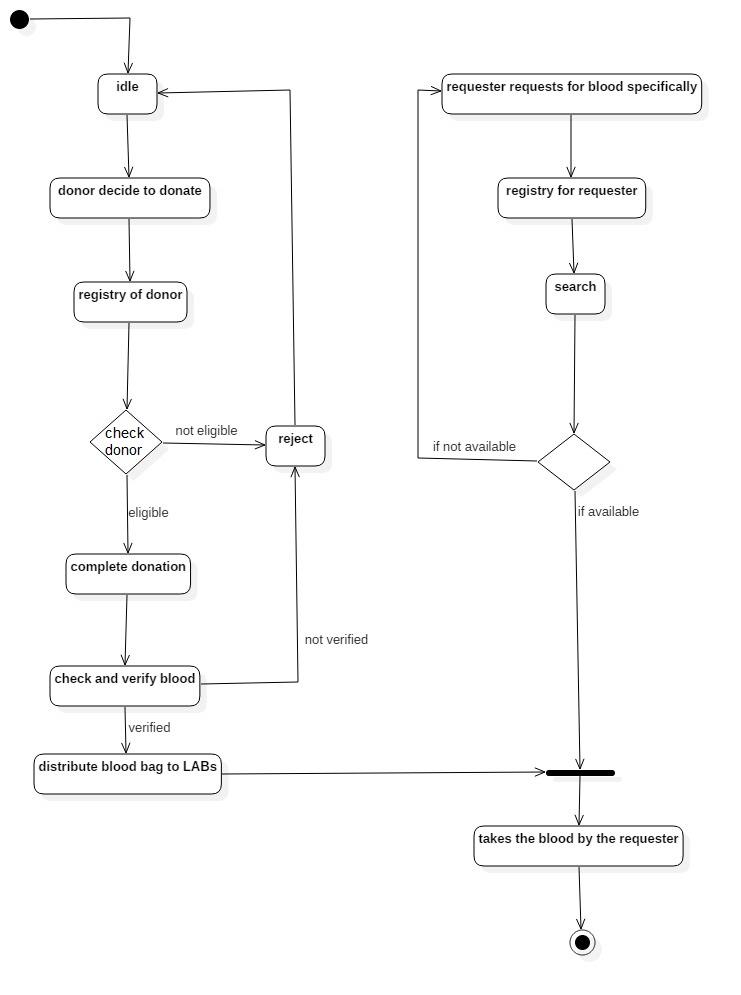 idle
donor decide to donate
registry of donor
check
donor
not eligible
reject
eligible
complete donation
not verified
check and verify blood
verified
distribute blood bag to LABs
requester requests for blood specifically
registry for requester
search
if not available
if available
takes the blood by the requester